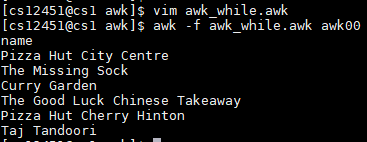 [cs12451@cs1 awk]$ vim awk_while.awk
[cs12451@cs1 awk]$ awk -f awk_while.awk awk00
name
Pizza Hut City Centre
The Missing Sock
Curry Garden
The Good Luck Chinese Takeaway
Pizza Hut Cherry Hinton
Taj Tandoori